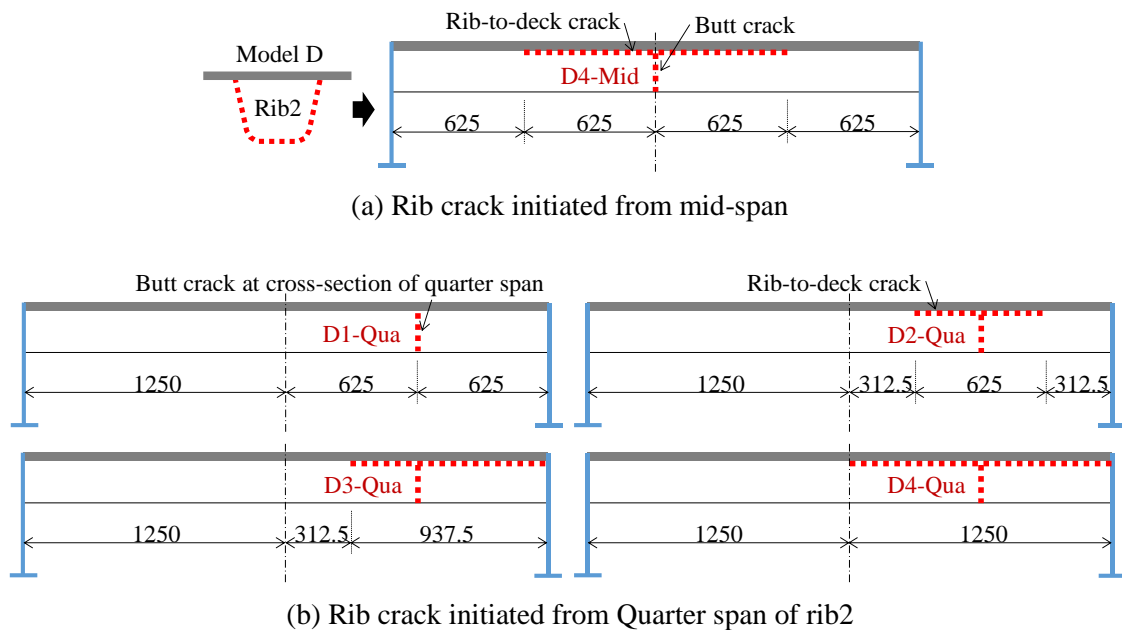 Rib-to-deck crack
Butt crack
Model D
Rib2
D4-Mid
625 625 625 625
(a) Rib crack initiated from mid-span
Butt crack at cross-section of quarter span
Rib-to-deck crack
D1-Qua
D2-Qua
1250 625 625
1250 312.5 625 312.5
D3-Qua
D4-Qua
1250 312.5 937.5
1250 1250
(b) Rib crack initiated from Quarter span of rib2